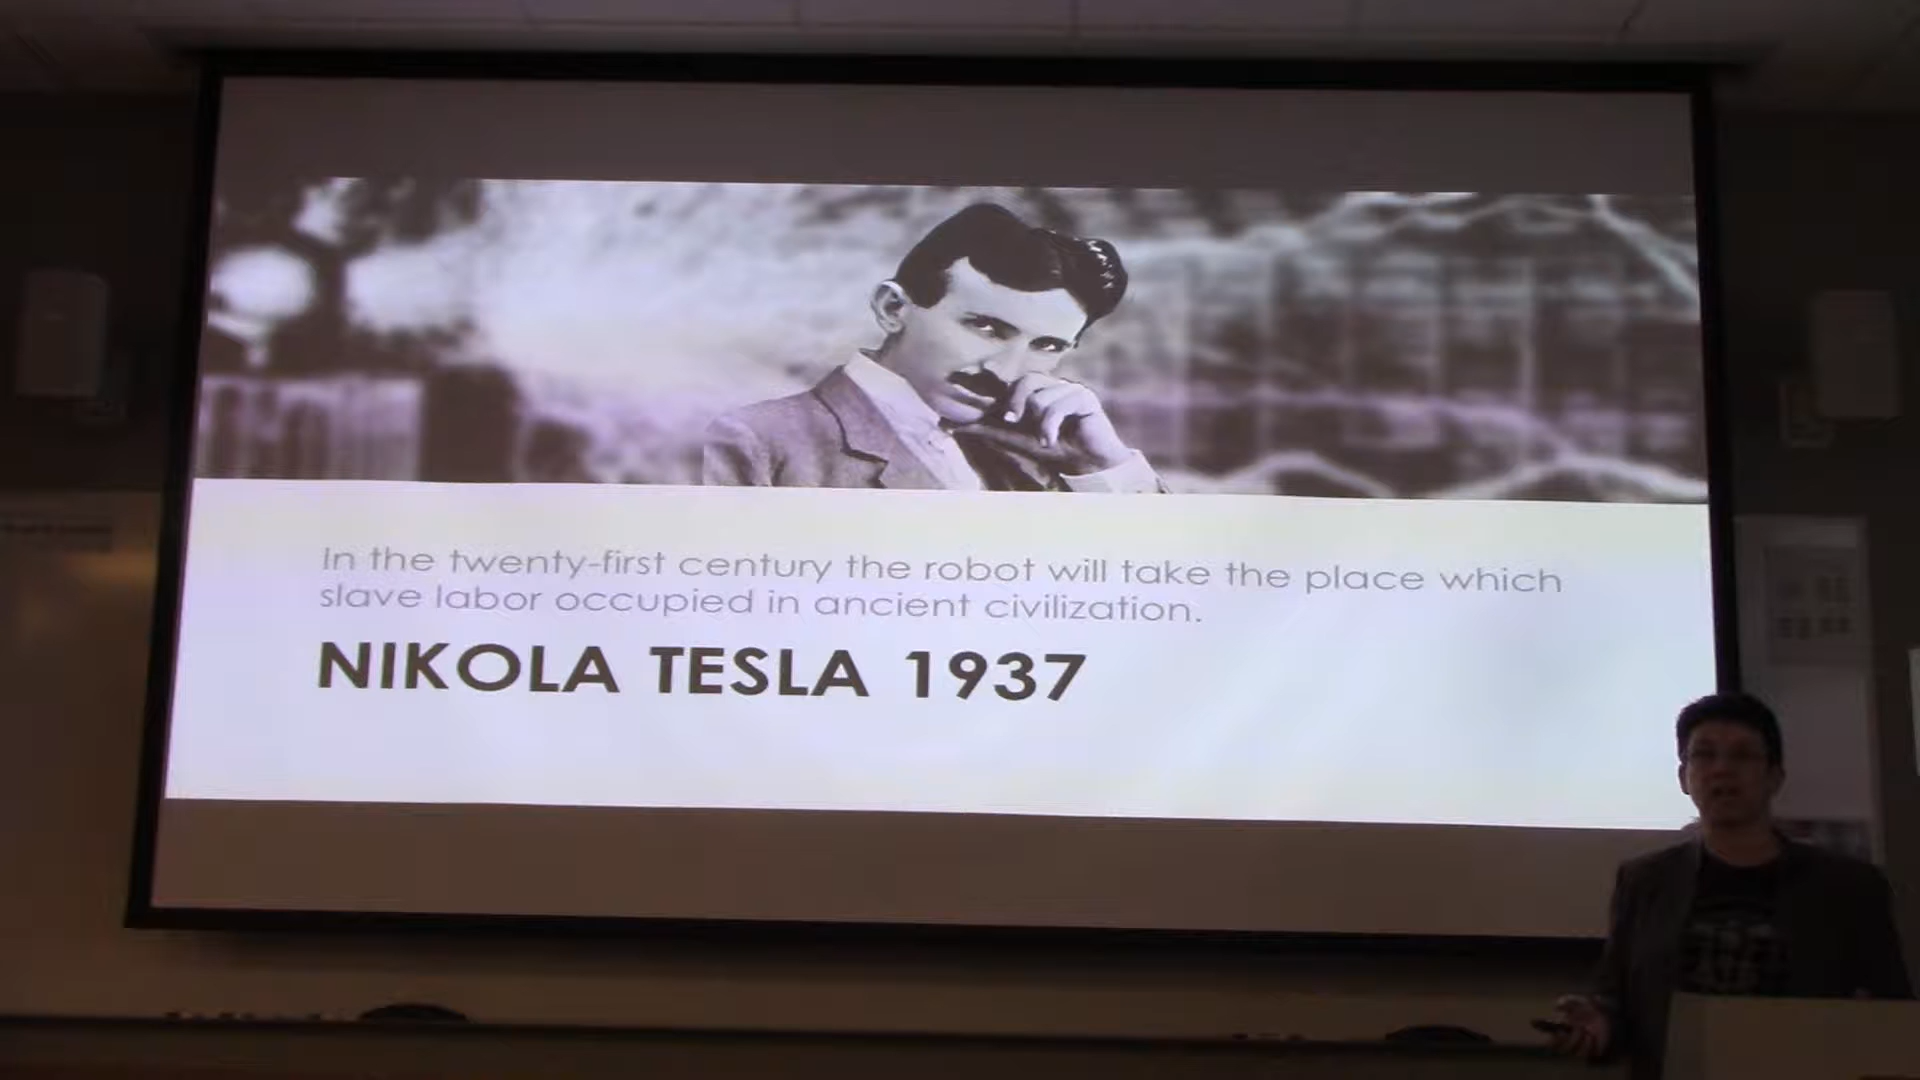 In the twenty-first century the robot will take the place which
slave labor occupied in ancient civilization.
NIKOLA TESLA 1937